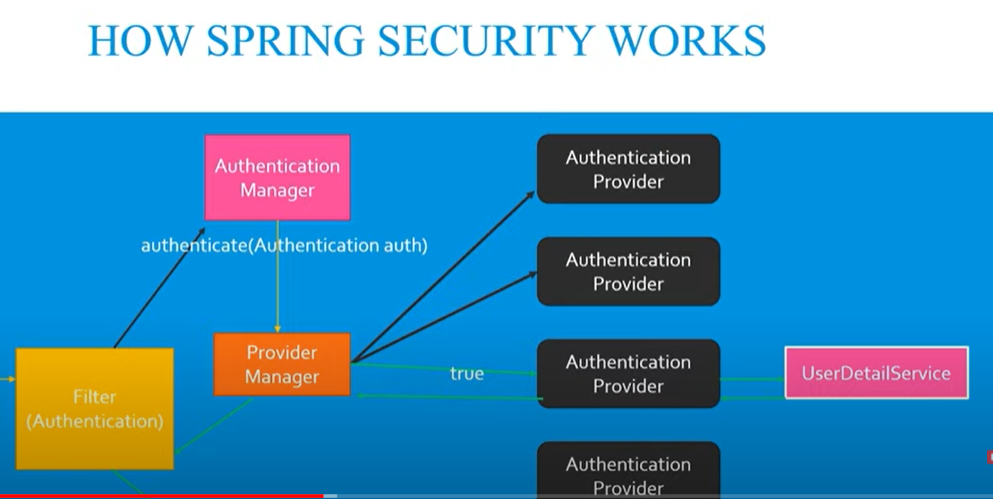 HOW SPRING SECURITY WORKS
Authentication
Manager
authenticate(Authentication auth)
Provider
Manager
Filter
(Authentication)
true
Authentication
Provider
Authentication
Provider
Authentication
Provider
UserDetailService
Authentication
Provider